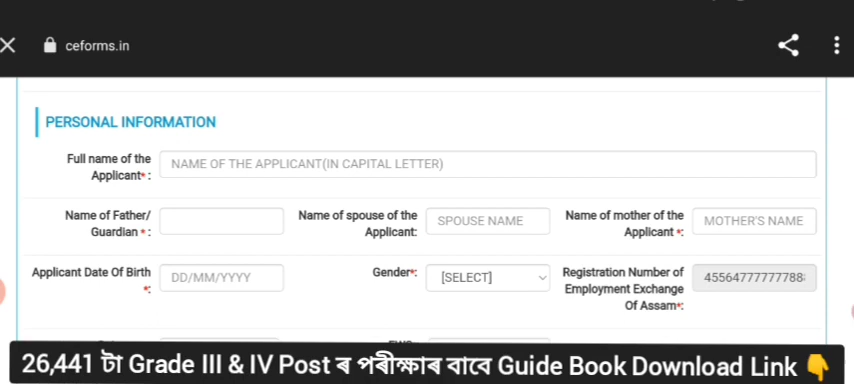 ceforms.in
PERSONAL INFORMATION
Full name of the
Applicant*:
NAME OF THE APPLICANT(IN CAPITAL LETTER)
Name of Father/
Guardian *:
Name of spouse of the
Applicant:
SPOUSE NAME
Name of mother of the
Applicant *:
MOTHER'S NAME
Applicant Date Of Birth
*:
DD/MM/YYYY
Gender*:
[SELECT]
Registration Number of
Employment Exchange
Of Assam*:
45564777777788
26,441 টা Grade III & IV Post ৰ পৰীক্ষাৰ বাবে Guide Book Download Link 👇